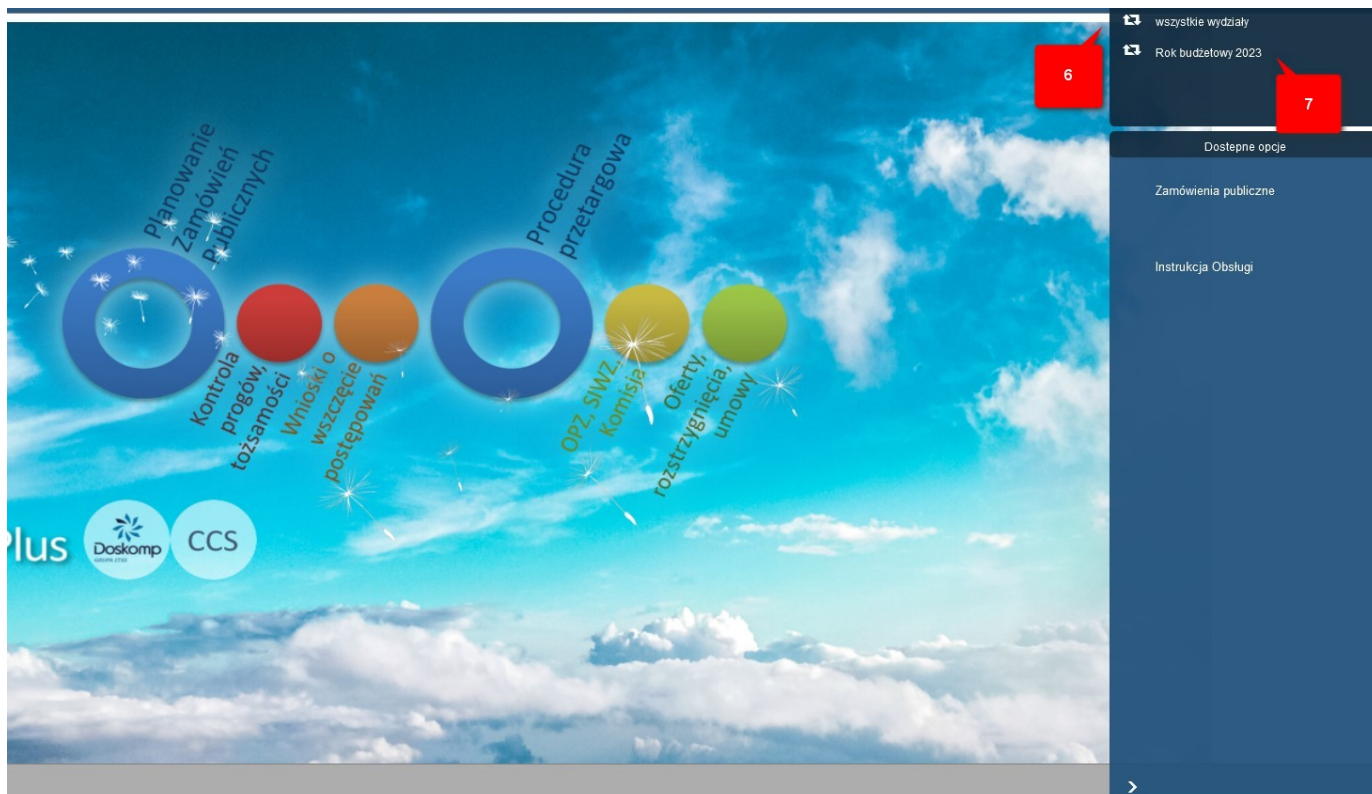 wszystkie wydziały
6
Rok budżetowy 2023
7
Dostepne opcje
Zamówienia publiczne
Instrukcja Obsługi
Planowanie
Zamówień
Publicznych
Kontrola
progów,
tożsamości
Wnioski o
wszczęcie
postępowań
Procedura
przetargowa
OPZ, SIWZ,
Komisja
Oferty,
rozstrzygnięcia,
umowy
Plus
Doskomp
CCS